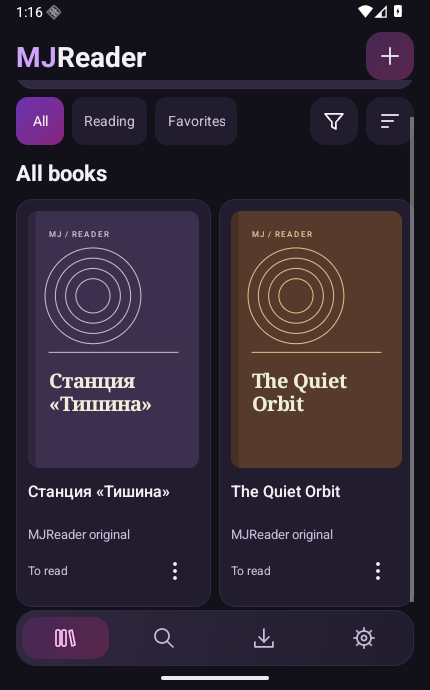 1:16
MJReader
All
Reading
Favorites
All books
MJ / READER
Станция
«Тишина»
MJ / READER
The Quiet
Orbit
Станция «Тишина»
The Quiet Orbit
MJReader original
MJReader original
To read
To read